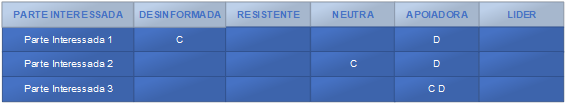 PARTE INTERESSADA DESINFORMADA RESISTENTE NEUTRA APOIADORA LIDER
Parte Interessada 1 C D
Parte Interessada 2 C D
Parte Interessada 3 C D